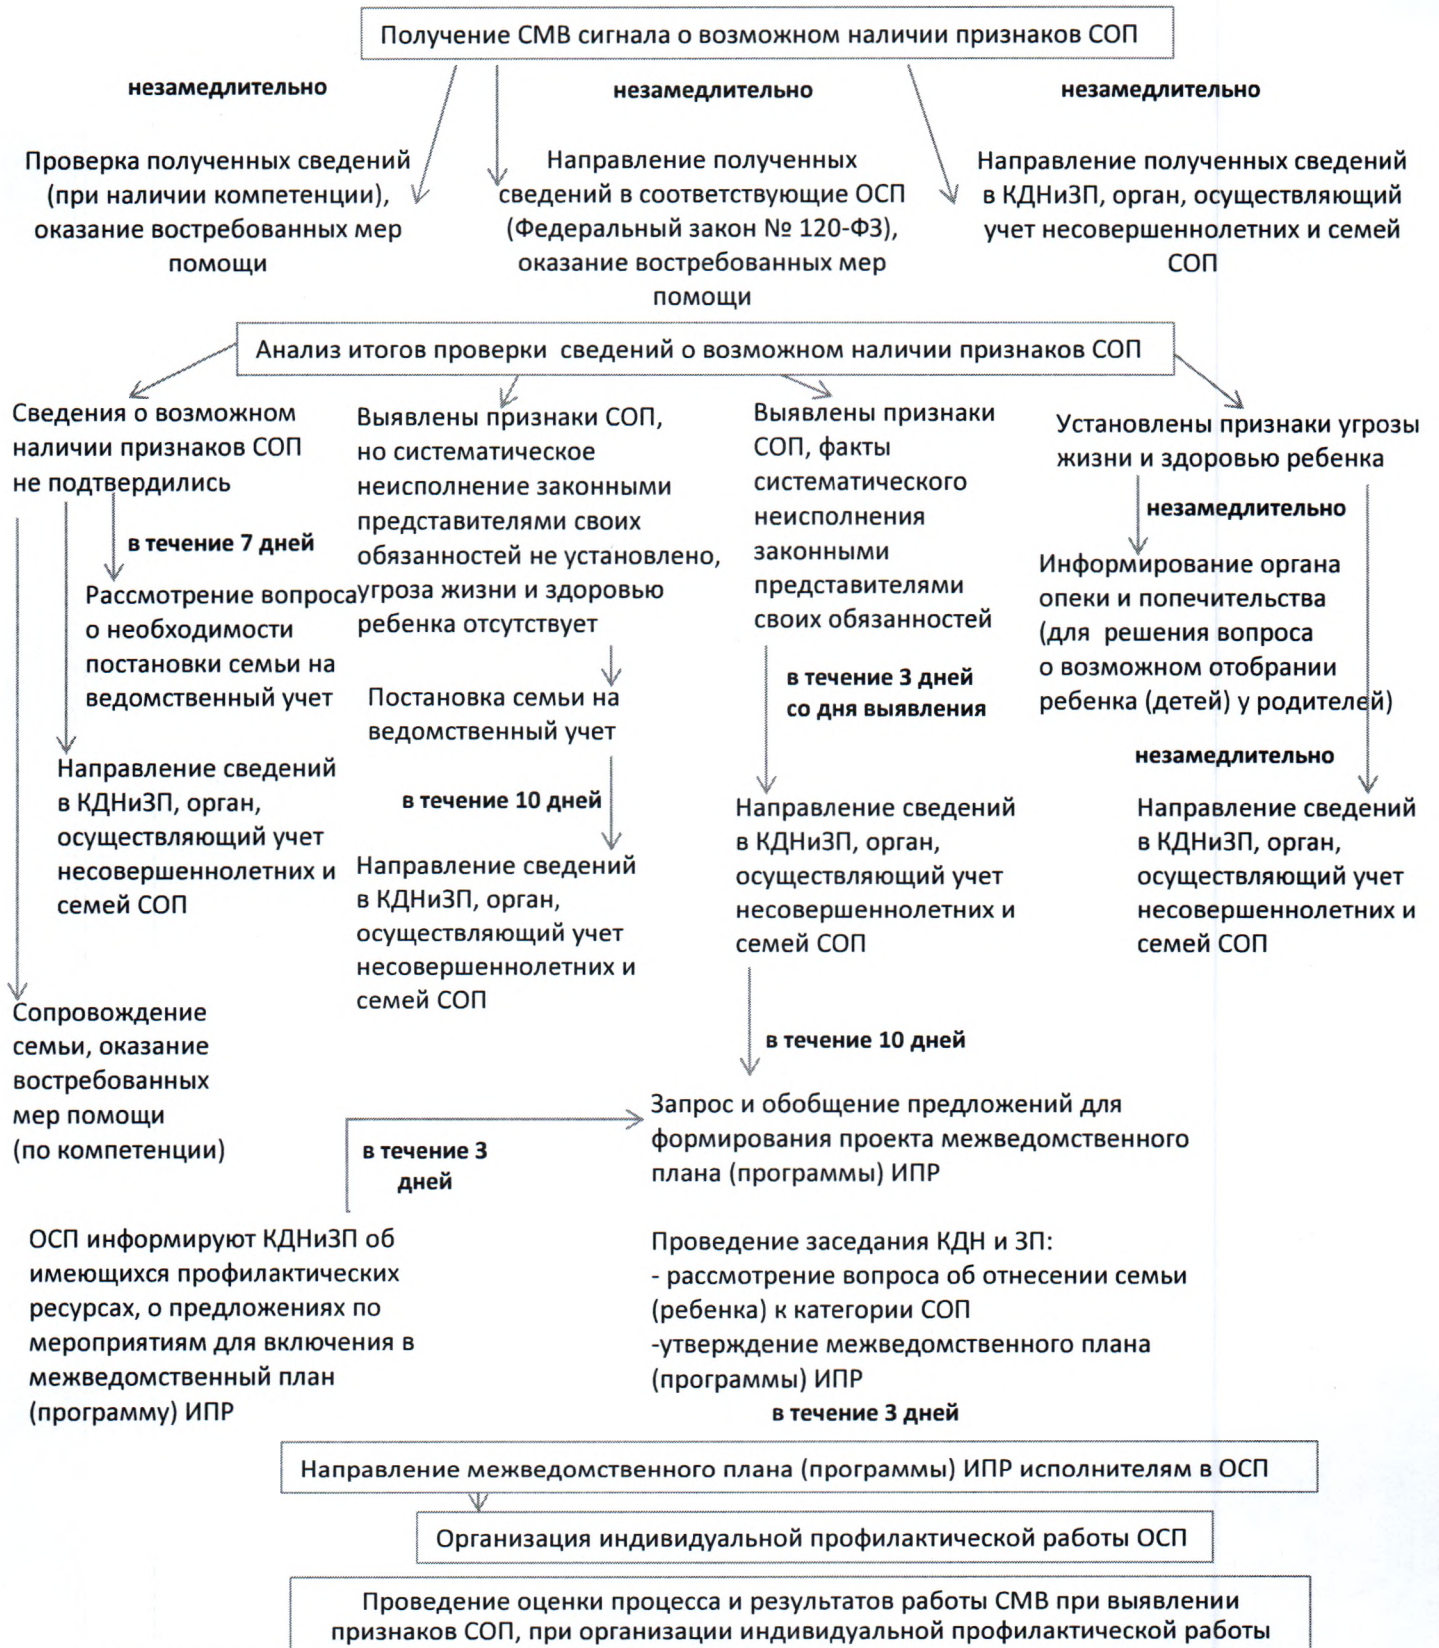 Получение СМВ сигнала о возможном наличии признаков СОП
незамедлительно
незамедлительно
незамедлительно
Проверка полученных сведений
(при наличии компетенции),
оказание востребованных мер
помощи
Направление полученных
сведений в соответствующие ОСП
(Федеральный закон № 120-ФЗ),
оказание востребованных мер
помощи
Направление полученных сведений
в КДНиЗП, орган, осуществляющий
учет несовершеннолетних и семей
СОП
Анализ итогов проверки сведений о возможном наличии признаков СОП
Сведения о возможном
наличии признаков СОП
не подтвердились
в течение 7 дней
Рассмотрение вопроса
о необходимости
постановки семьи на
ведомственный учет
Направление сведений
в КДНиЗП, орган,
осуществляющий учет
несовершеннолетних и
семей СОП
Сопровождение
семьи, оказание
востребованных
мер помощи
(по компетенции)
Выявлены признаки СОП,
но систематическое
неисполнение законными
представителями своих
обязанностей не установлено,
угроза жизни и здоровью
ребенка отсутствует
Постановка семьи на
ведомственный учет
в течение 10 дней
Направление сведений
в КДНиЗП, орган,
осуществляющий учет
несовершеннолетних и
семей СОП
Выявлены признаки
СОП, факты
систематического
неисполнения
законными
представителями
своих обязанностей
в течение 3 дней
со дня выявления
Направление сведений
в КДНиЗП, орган,
осуществляющий учет
несовершеннолетних и
семей СОП
в течение 10 дней
Установлены признаки угрозы
жизни и здоровью ребенка
незамедлительно
Информирование органа
опеки и попечительства
(для решения вопроса
о возможном отобрании
ребенка (детей) у родителей)
незамедлительно
Направление сведений
в КДНиЗП, орган,
осуществляющий учет
несовершеннолетних и
семей СОП
Запрос и обобщение предложений для
формирования проекта межведомственного
плана (программы) ИПР
в течение 3
дней
ОСП информируют КДНиЗП об
имеющихся профилактических
ресурсах, о предложениях по
мероприятиям для включения в
межведомственный план
(программу) ИПР
Проведение заседания КДН и ЗП:
- рассмотрение вопроса об отнесении семьи
(ребенка) к категории СОП
-утверждение межведомственного плана
(программы) ИПР
в течение 3 дней
Направление межведомственного плана (программы) ИПР исполнителям в ОСП
Организация индивидуальной профилактической работы ОСП
Проведение оценки процесса и результатов работы СМВ при выявлении
признаков СОП, при организации индивидуальной профилактической работы